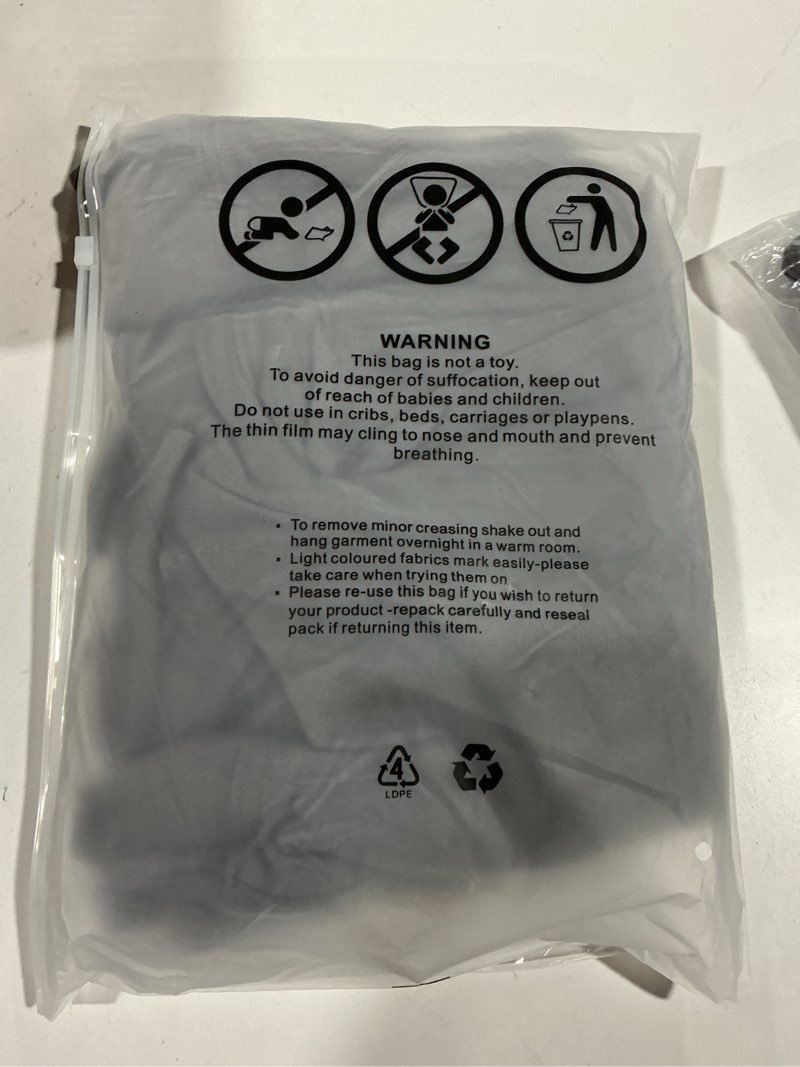 WARNING
This bag is not a toy.
To avoid danger of suffocation, keep out
of reach of babies and children.
Do not use in cribs, beds, carriages or playpens.
The thin film may cling to nose and mouth and prevent
breathing.
▪ To remove minor creasing shake out and
hang garment overnight in a warm room.
▪ Light coloured fabrics mark easily-please
take care when trying them on
▪ Please re-use this bag if you wish to return
your product -repack carefully and reseal
pack if returning this item.
4
LDPE